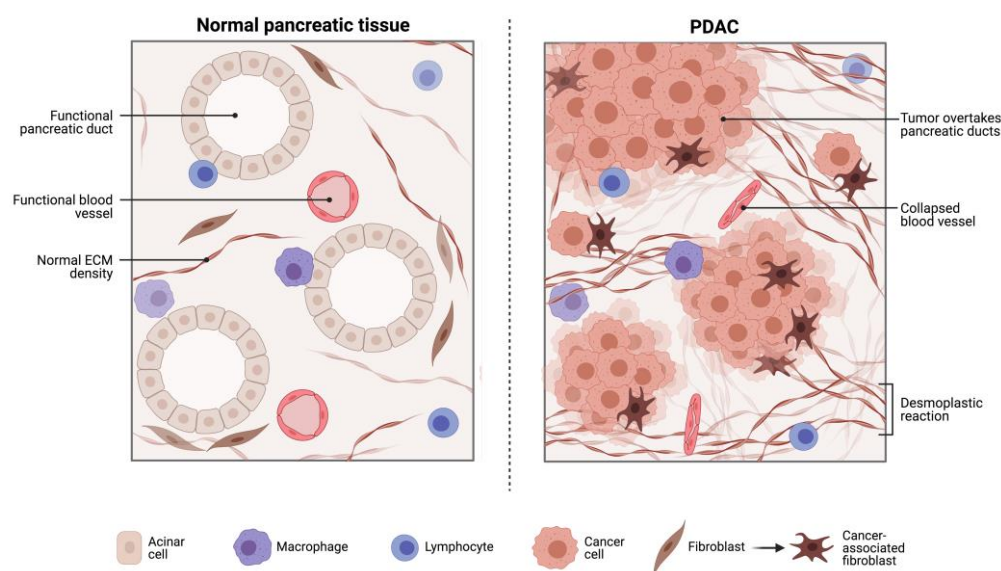 Normal pancreatic tissue
PDAC
Functional
pancreatic duct
Functional blood
vessel
Normal ECM
density
Tumor overtakes
pancreatic ducts
Collapsed
blood vessel
Desmoplastic
reaction
Acinar
cell
Macrophage
Lymphocyte
Cancer
cell
Fibroblast
Cancer-
associated
fibroblast